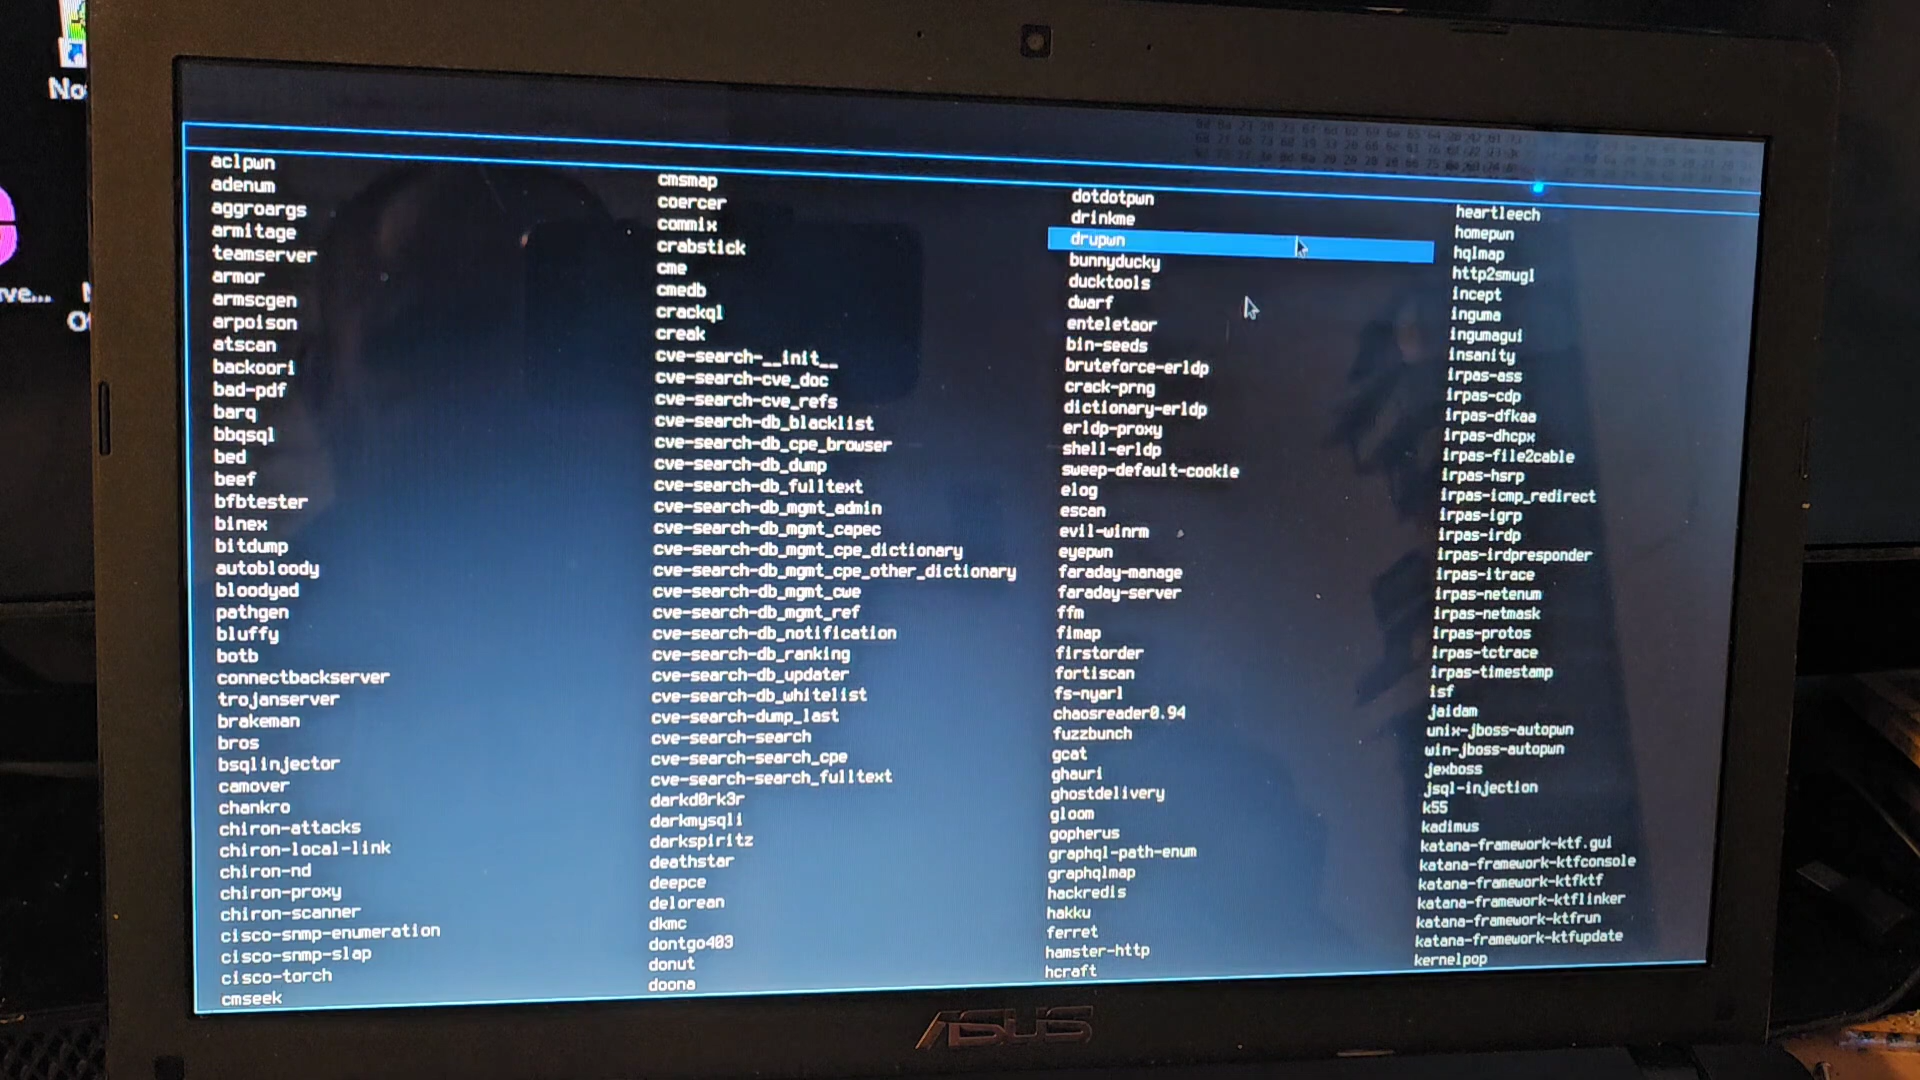 No
ve...
aclpwn
adenum
aggroargs
armitage
teamserver
armor
armscgen
arpoison
atscan
backoori
bad-pdf
barq
bbqsql
bed
beef
bfbtester
binex
bitdump
autobloody
bloodyad
pathgen
bluffy
botb
connectbackserver
trojanserver
brakeman
bros
bsqlinjector
camover
chankro
chiron-attacks
chiron-local-link
chiron-nd
chiron-proxy
chiron-scanner
cisco-snmp-enumeration
cisco-snmp-slap
cisco-torch
cmseek
cmsmap
coercer
commix
crabstick
cme
cmedb
crackql
creak
cve-search-__init__
cve-search-cve_doc
cve-search-cve_refs
cve-search-db_blacklist
cve-search-db_cpe_browser
cve-search-db_dump
cve-search-db_fulltext
cve-search-db_mgmt_admin
cve-search-db_mgmt_capec
cve-search-db_mgmt_cpe_dictionary
cve-search-db_mgmt_cpe_other_dictionary
cve-search-db_mgmt_cwe
cve-search-db_mgmt_ref
cve-search-db_notification
cve-search-db_ranking
cve-search-db_updater
cve-search-db_whitelist
cve-search-dump_last
cve-search-search
cve-search-search_cpe
cve-search-search_fulltext
darkd0rk3r
darkmysqli
darkspiritz
deathstar
deepce
delorean
dkmc
dontgo403
donut
doona
dotdotpwn
drinkme
drupwn
bunnyducky
ducktools
dwarf
enteletaor
bin-seeds
bruteforce-erldp
crack-prng
dictionary-erldp
erldp-proxy
shell-erldp
sweep-default-cookie
elog
escan
evil-winrm
eyepwn
faraday-manage
faraday-server
ffm
fimap
firstorder
fortiscan
fs-nyarl
chaosreader0.94
fuzzbunch
gcat
ghauri
ghostdelivery
gloom
gopherus
graphql-path-enum
graphqlmap
hackredis
hakku
ferret
hamster-http
hcraft
heartleech
homepwn
hqlmap
http2smugl
incept
inguma
ingumagui
insanity
irpas-ass
irpas-cdp
irpas-dfkaa
irpas-dhcpx
irpas-file2cable
irpas-hsrp
irpas-icmp_redirect
irpas-igrp
irpas-irdp
irpas-irdpresponder
irpas-itrace
irpas-netenum
irpas-netmask
irpas-protos
irpas-tctrace
irpas-timestamp
isf
jaidam
unix-jboss-autopwn
win-jboss-autopwn
jexboss
jsql-injection
k55
kadimus
katana-framework-ktf.gui
katana-framework-ktfconsole
katana-framework-ktfktf
katana-framework-ktflinker
katana-framework-ktfrun
katana-framework-ktfupdate
kernelpop
ASUS